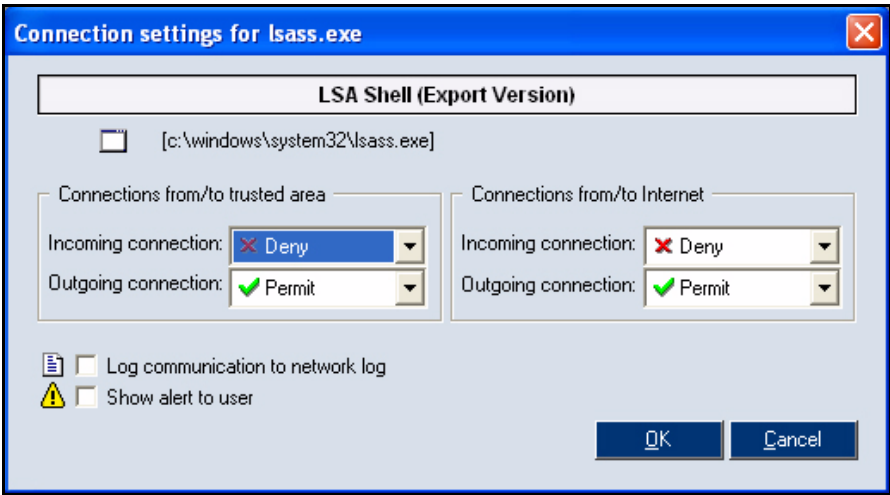 Connection settings for lsass.exe
LSA Shell (Export Version)
[c:\windows\system32\lsass.exe]
Connections from/to trusted area
Incoming connection: Deny
Outgoing connection: Permit
Connections from/to Internet
Incoming connection: Deny
Outgoing connection: Permit
Log communication to network log
Show alert to user
OK Cancel